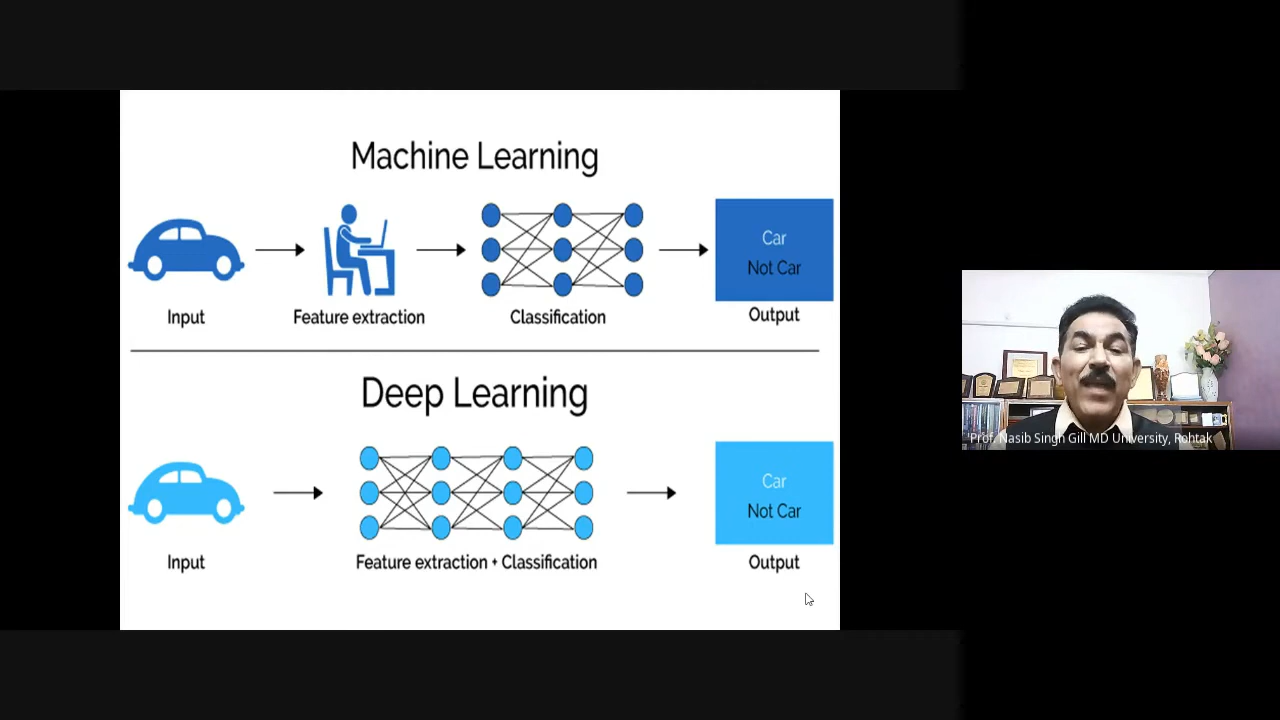 Machine Learning
Car
Not Car
Input
Feature extraction
Classification
Output
Deep Learning
Car
Not Car
Input
Feature extraction + Classification
Output
'Prof. Nasib Singh Gill MD University, Rohtak